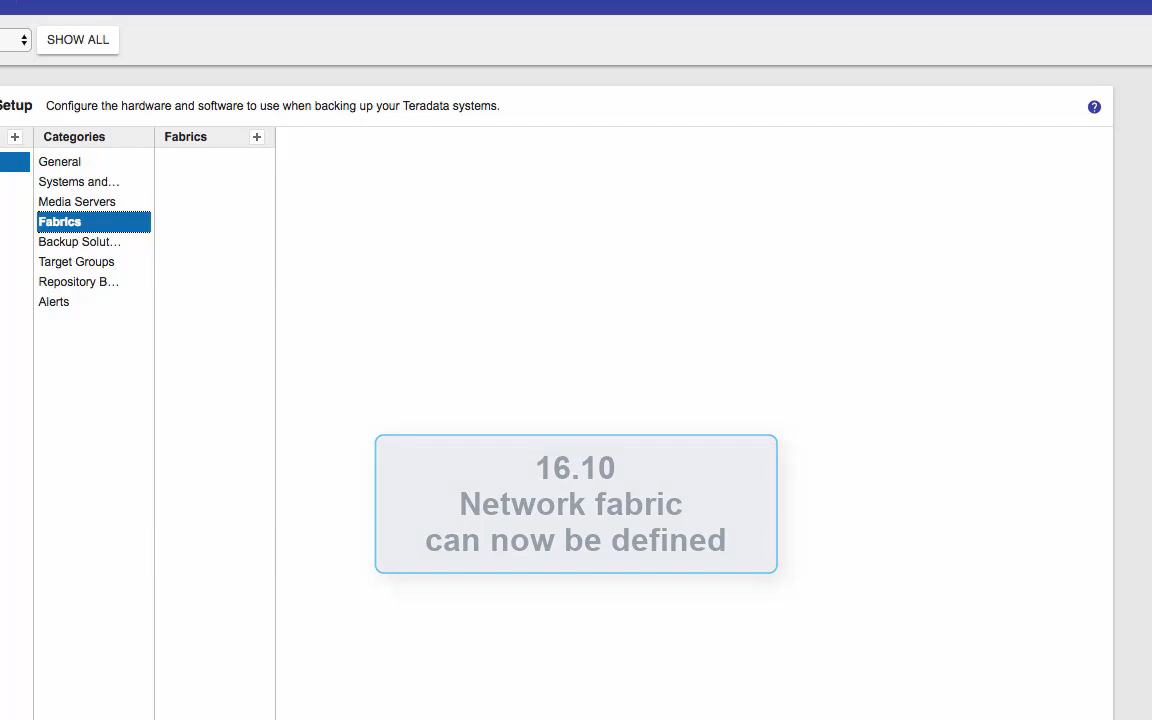 SHOW ALL
Setup Configure the hardware and software to use when backing up your Teradata systems.
?
+ Categories Fabrics +
General
Systems and...
Media Servers
Fabrics
Backup Solut...
Target Groups
Repository B...
Alerts
16.10
Network fabric
can now be defined